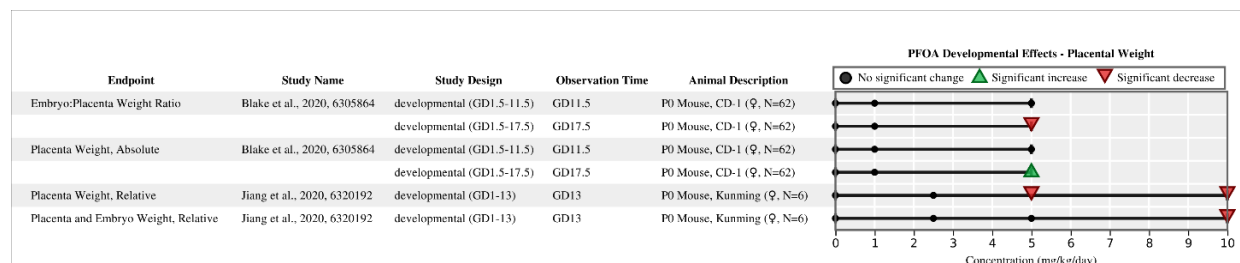 PFOA Developmental Effects - Placental Weight
Endpoint Study Name Study Design Observation Time Animal Description
No significant change Significant increase Significant decrease
Embryo:Placenta Weight Ratio Blake et al., 2020, 6305864 developmental (GD1.5-11.5) GD11.5 P0 Mouse, CD-1 (♀, N=62)
developmental (GD1.5-17.5) GD17.5 P0 Mouse, CD-1 (♀, N=62)
Placenta Weight, Absolute Blake et al., 2020, 6305864 developmental (GD1.5-11.5) GD11.5 P0 Mouse, CD-1 (♀, N=62)
developmental (GD1.5-17.5) GD17.5 P0 Mouse, CD-1 (♀, N=62)
Placenta Weight, Relative Jiang et al., 2020, 6320192 developmental (GD1-13) GD13 P0 Mouse, Kunming (♀, N=6)
Placenta and Embryo Weight, Relative Jiang et al., 2020, 6320192 developmental (GD1-13) GD13 P0 Mouse, Kunming (♀, N=6)
0 1 2 3 4 5 6 7 8 9 10
Concentration (mg/kg/day)